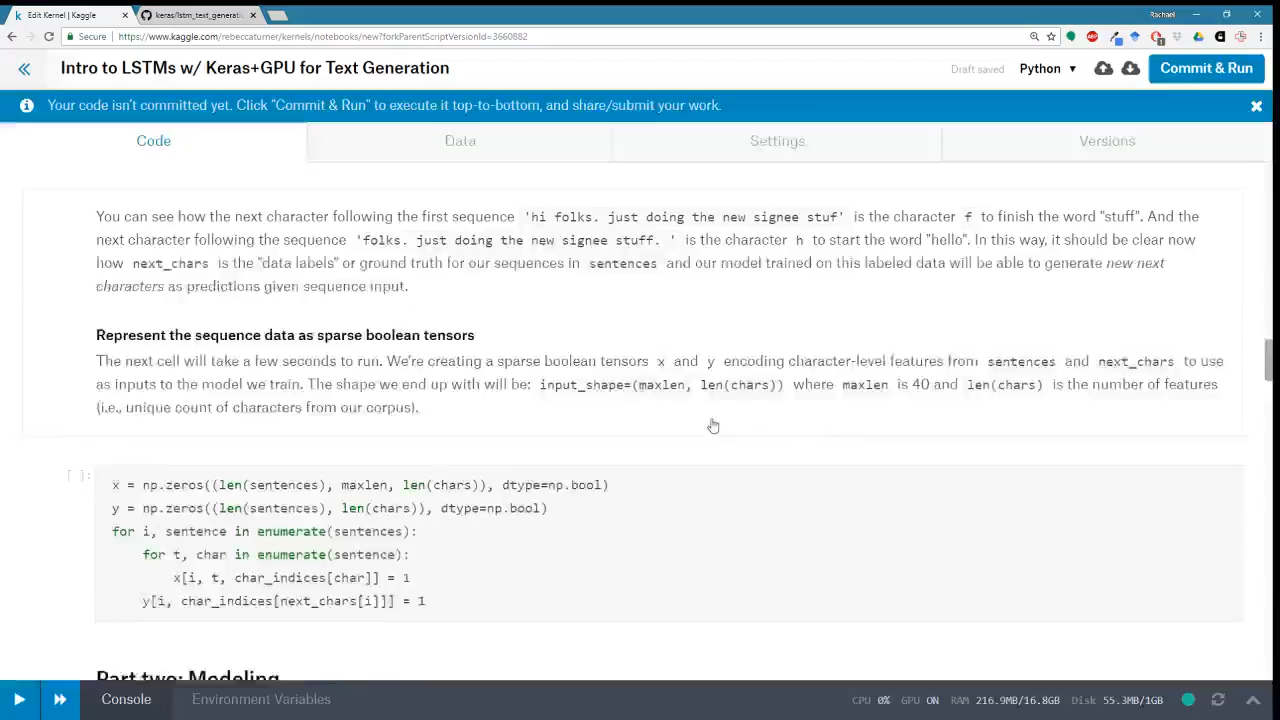 Edit Kernel | Kaggle
keras/lstm_text_generati
Rachael
Secure https://www.kaggle.com/rebeccaturner/kernels/notebooks/new?forkParentScriptVersionId=3660882
Intro to LSTMs w/ Keras+GPU for Text Generation
Draft saved
Python
Commit & Run
Your code isn't committed yet. Click "Commit & Run" to execute it top-to-bottom, and share/submit your work.
Code Data Settings Versions
You can see how the next character following the first sequence 'hi folks. just doing the new signee stuf' is the character f to finish the word "stuff". And the
next character following the sequence 'folks. just doing the new signee stuff. ' is the character h to start the word "hello". In this way, it should be clear now
how next_chars is the "data labels" or ground truth for our sequences in sentences and our model trained on this labeled data will be able to generate new next
characters as predictions given sequence input.
Represent the sequence data as sparse boolean tensors
The next cell will take a few seconds to run. We're creating a sparse boolean tensors x and y encoding character-level features from sentences and next_chars to use
as inputs to the model we train. The shape we end up with will be: input_shape=(maxlen, len(chars)) where maxlen is 40 and len(chars) is the number of features
(i.e., unique count of characters from our corpus).
[ ]:
x = np.zeros((len(sentences), maxlen, len(chars)), dtype=np.bool)
y = np.zeros((len(sentences), len(chars)), dtype=np.bool)
for i, sentence in enumerate(sentences):
    for t, char in enumerate(sentence):
        x[i, t, char_indices[char]] = 1
    y[i, char_indices[next_chars[i]]] = 1
Part two: Modeling
Console Environment Variables CPU 0% GPU ON RAM 216.9MB/16.8GB Disk 55.3MB/1GB